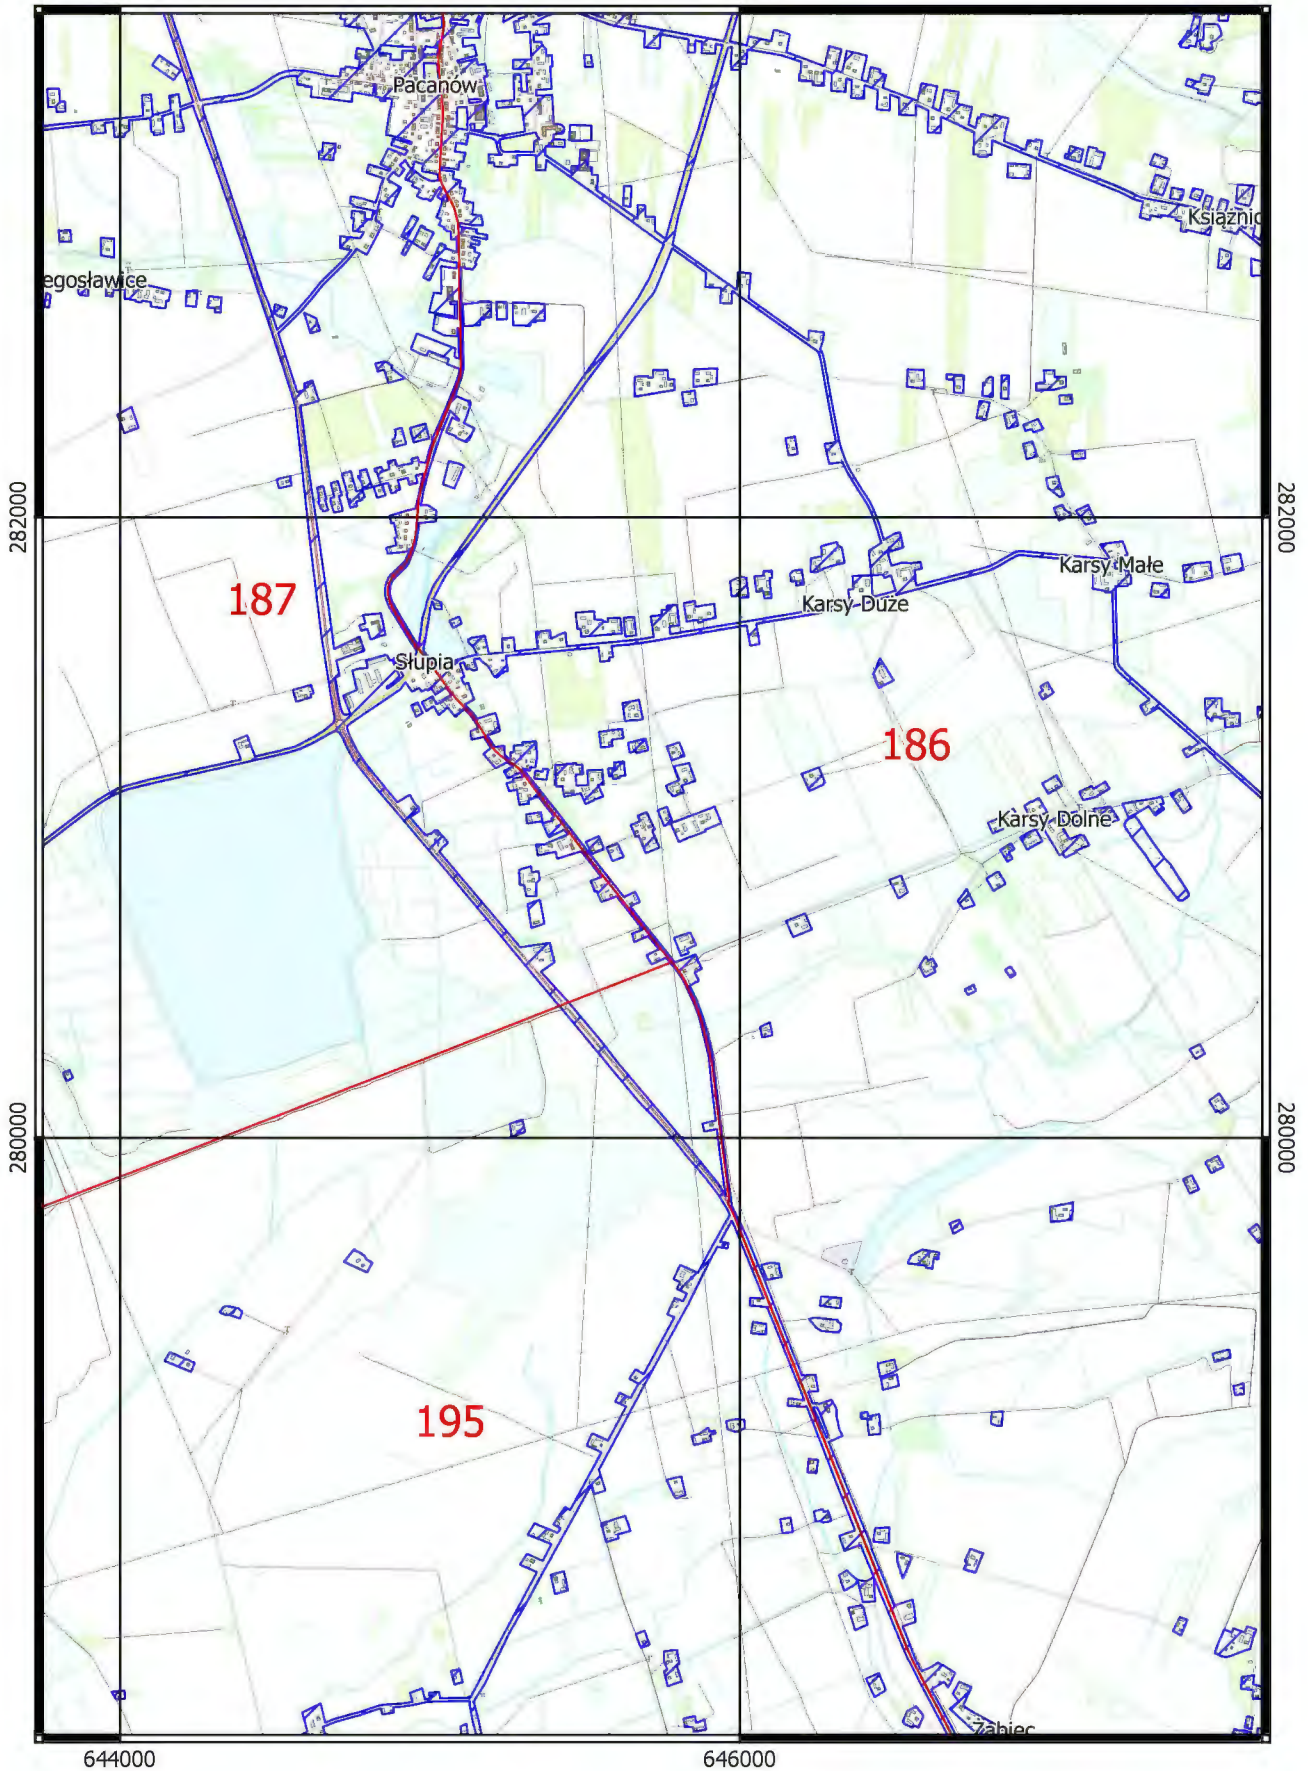 Pacanów
Książnic
egosławice
282000
282000
187
Karsy Małe
Karsy Duże
Słupia
186
Karsy Dolne
280000
280000
195
Żabiec
644000
646000